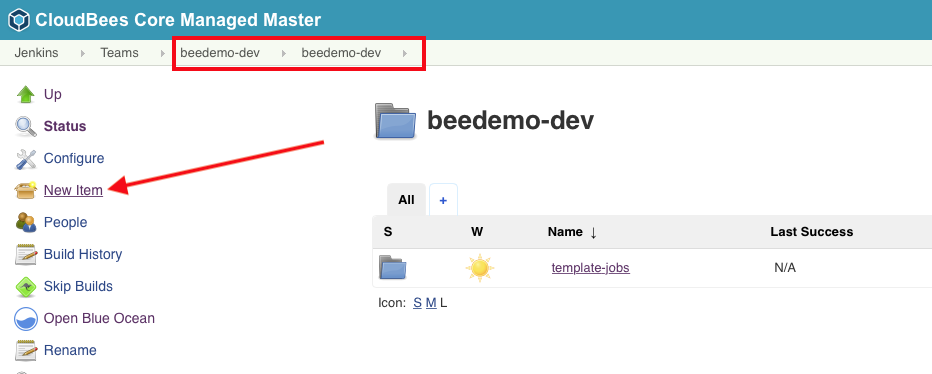 CloudBees Core Managed Master
Jenkins Teams beedemo-dev beedemo-dev
Up
Status
Configure
New Item
People
Build History
Skip Builds
Open Blue Ocean
Rename
beedemo-dev
All +
S W Name ↓ Last Success
template-jobs N/A
Icon: S M L